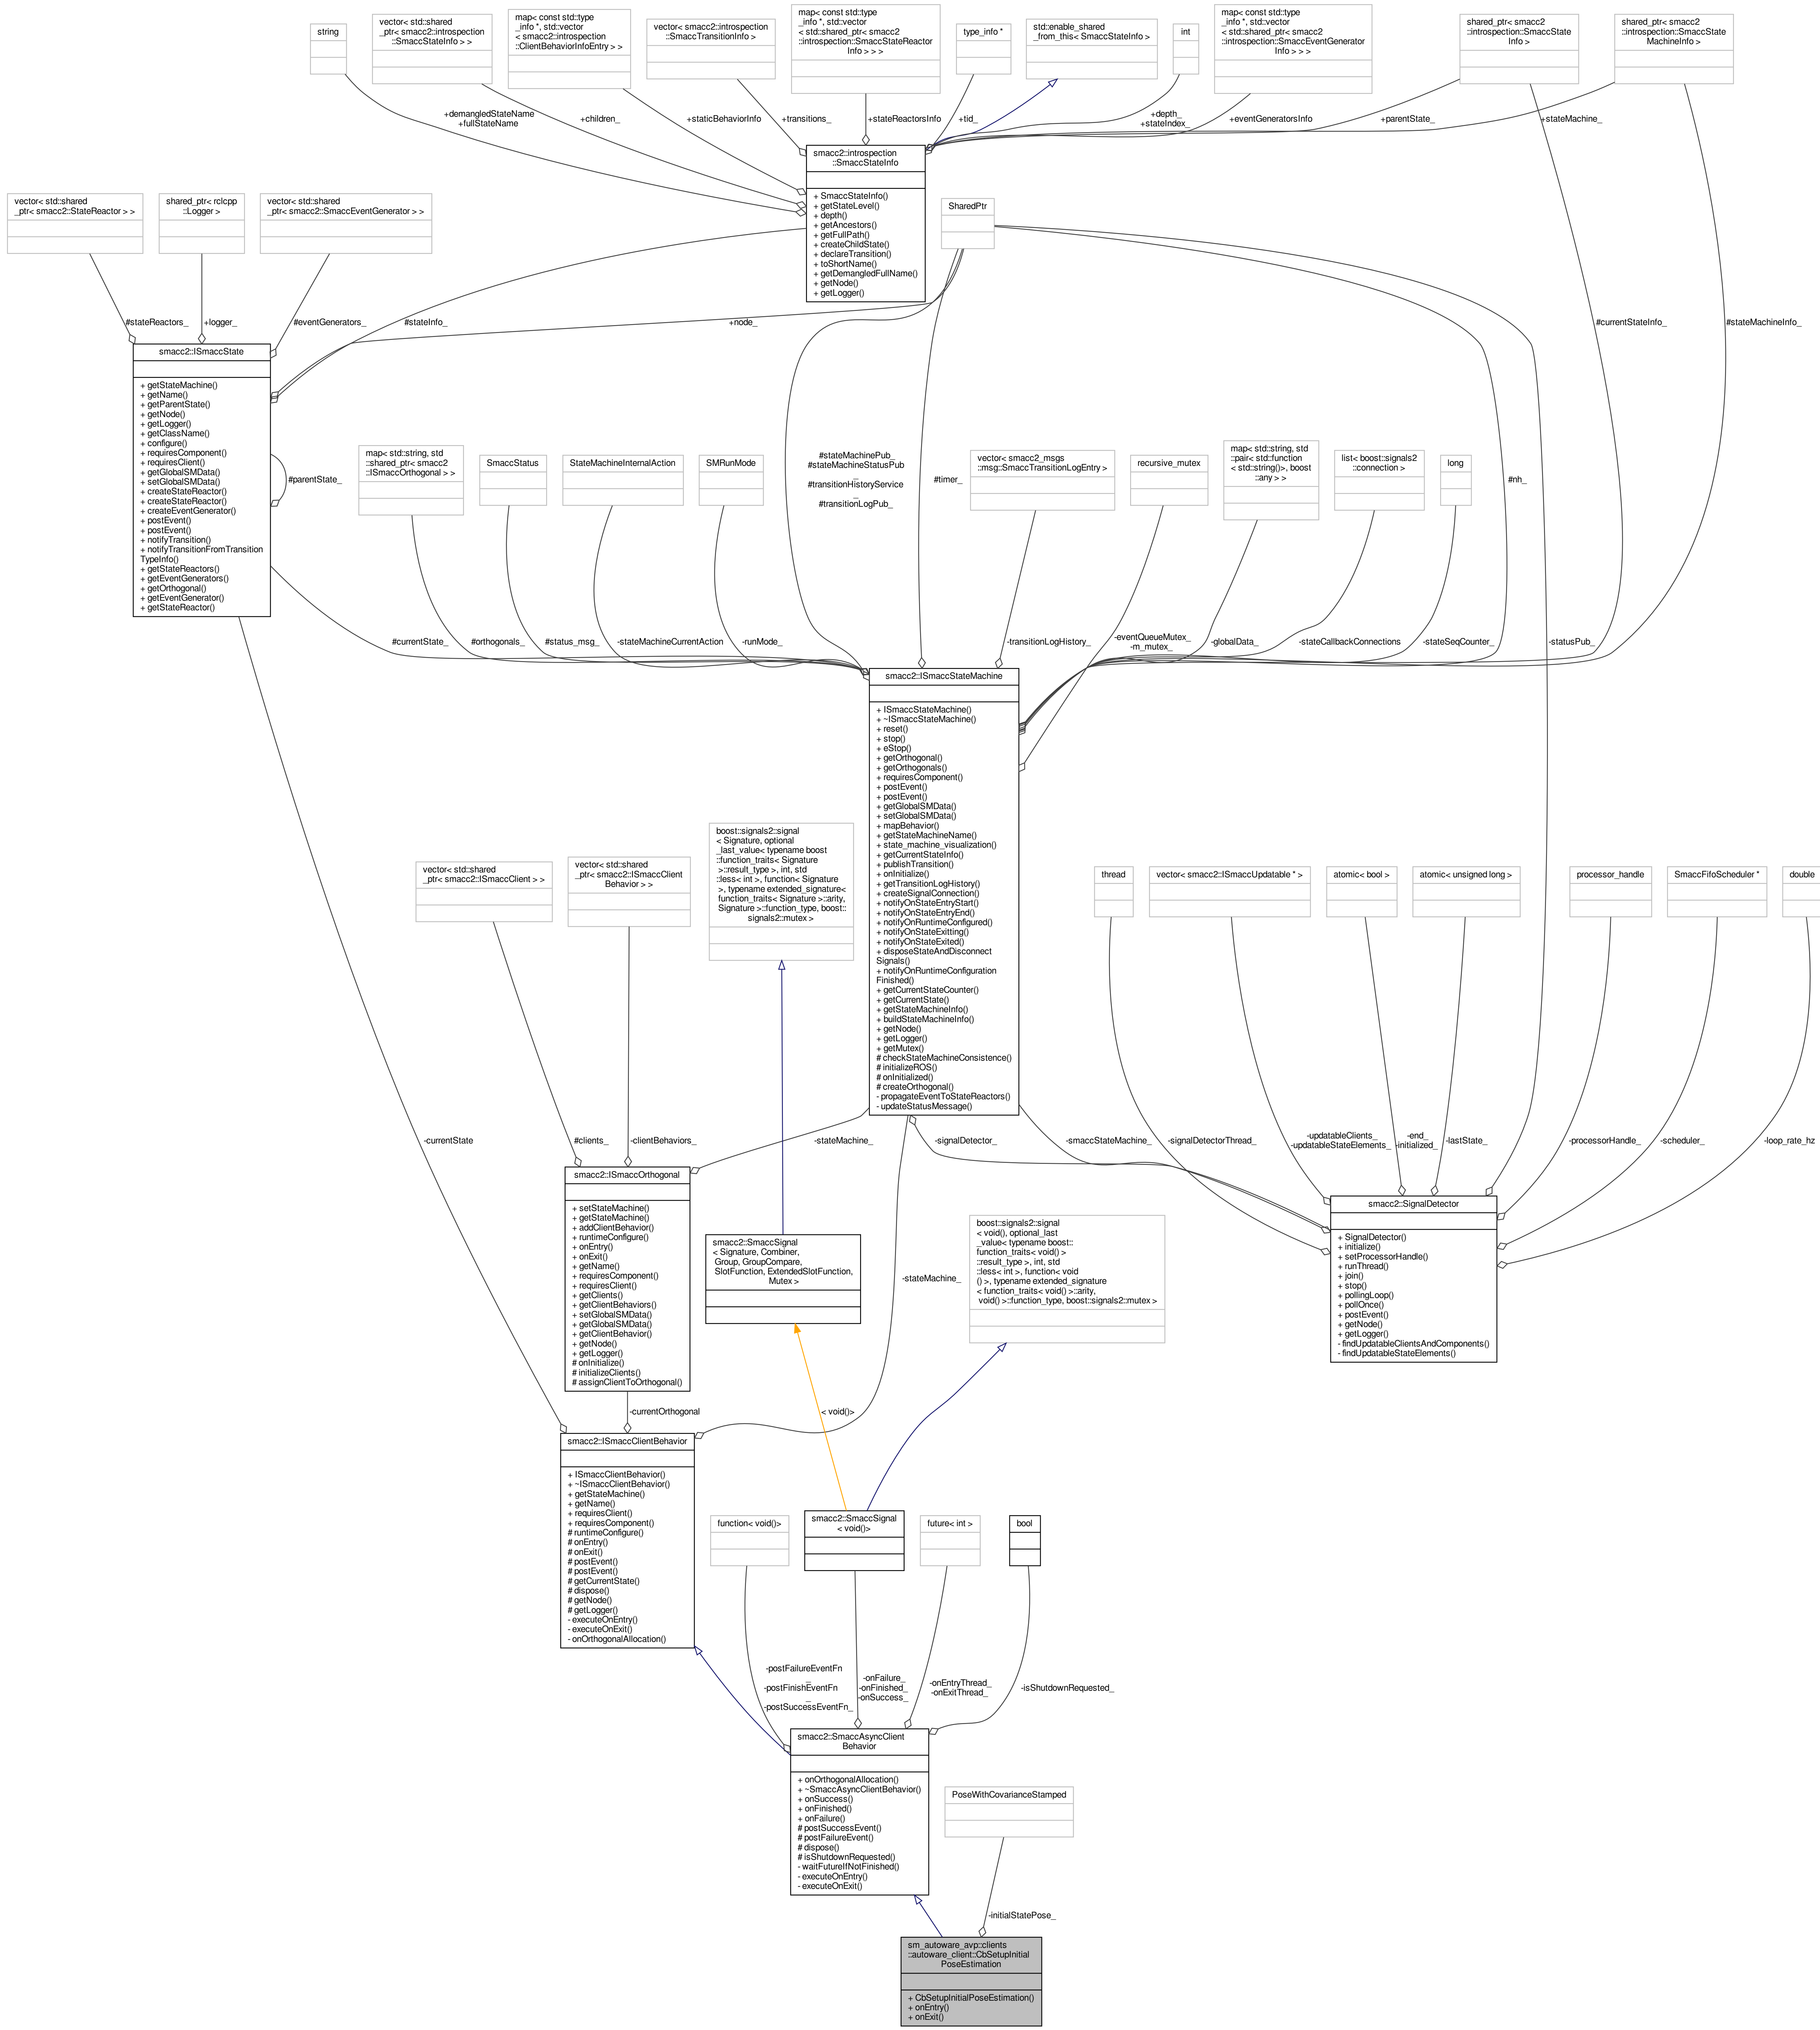 string
vector< std::shared
_ptr< smacc2::introspection
::SmaccStateInfo > >
map< const std::type
_info *, std::vector
< smacc2::introspection
::ClientBehaviorInfoEntry > >
vector< smacc2::introspection
::SmaccTransitionInfo >
map< const std::type
_info *, std::vector
< std::shared_ptr< smacc2
::introspection::SmaccStateReactor
Info > > >
type_info *
std::enable_shared
_from_this< SmaccStateInfo >
int
map< const std::type
_info *, std::vector
< std::shared_ptr< smacc2
::introspection::SmaccEventGenerator
Info > > >
shared_ptr< smacc2
::introspection::SmaccState
Info >
shared_ptr< smacc2
::introspection::SmaccState
MachineInfo >
+demangledStateName
+fullStateName
+children_
+staticBehaviorInfo
+transitions_
+stateReactorsInfo
+tid_
+depth_
+stateIndex_
+eventGeneratorsInfo
+parentState_
+stateMachine_
smacc2::introspection
::SmaccStateInfo
+ SmaccStateInfo()
+ getStateLevel()
+ depth()
+ getAncestors()
+ getFullPath()
+ createChildState()
+ declareTransition()
+ toShortName()
+ getDemangledFullName()
+ getNode()
+ getLogger()
vector< std::shared
_ptr< smacc2::StateReactor > >
shared_ptr< rclcpp
::Logger >
vector< std::shared
_ptr< smacc2::SmaccEventGenerator > >
SharedPtr
#stateReactors_
+logger_
#eventGenerators_
#stateInfo_
+node_
#currentStateInfo_
#stateMachineInfo_
smacc2::ISmaccState
+ getStateMachine()
+ getName()
+ getParentState()
+ getNode()
+ getLogger()
+ getClassName()
+ configure()
+ requiresComponent()
+ requiresClient()
+ getGlobalSMData()
+ setGlobalSMData()
+ createStateReactor()
+ createStateReactor()
+ createEventGenerator()
+ postEvent()
+ postEvent()
+ notifyTransition()
+ notifyTransitionFromTransition
TypeInfo()
+ getStateReactors()
+ getEventGenerators()
+ getOrthogonal()
+ getEventGenerator()
+ getStateReactor()
#parentState_
map< std::string, std
::shared_ptr< smacc2
::ISmaccOrthogonal > >
SmaccStatus
StateMachineInternalAction
SMRunMode
#stateMachinePub_
#stateMachineStatusPub
_
#transitionHistoryService
_
#transitionLogPub_
#timer_
vector< smacc2_msgs
::msg::SmaccTransitionLogEntry >
recursive_mutex
map< std::string, std
::pair< std::function
< std::string()>, boost
::any > >
list< boost::signals2
::connection >
long
#nh_
#currentState_
#orthogonals_
#status_msg_
-stateMachineCurrentAction
-runMode_
-transitionLogHistory_
-eventQueueMutex_
-m_mutex_
-globalData_
-stateCallbackConnections
-stateSeqCounter_
-statusPub_
smacc2::ISmaccStateMachine
+ ISmaccStateMachine()
+ ~ISmaccStateMachine()
+ reset()
+ stop()
+ eStop()
+ getOrthogonal()
+ getOrthogonals()
+ requiresComponent()
+ postEvent()
+ postEvent()
+ getGlobalSMData()
+ setGlobalSMData()
+ mapBehavior()
+ getStateMachineName()
+ state_machine_visualization()
+ getCurrentStateInfo()
+ publishTransition()
+ onInitialize()
+ getTransitionLogHistory()
+ createSignalConnection()
+ notifyOnStateEntryStart()
+ notifyOnStateEntryEnd()
+ notifyOnRuntimeConfigured()
+ notifyOnStateExitting()
+ notifyOnStateExited()
+ disposeStateAndDisconnect
Signals()
+ notifyOnRuntimeConfiguration
Finished()
+ getCurrentStateCounter()
+ getCurrentState()
+ getStateMachineInfo()
+ buildStateMachineInfo()
+ getNode()
+ getLogger()
+ getMutex()
# checkStateMachineConsistence()
# initializeROS()
# onInitialized()
# createOrthogonal()
- propagateEventToStateReactors()
- updateStatusMessage()
vector< std::shared
_ptr< smacc2::ISmaccClient > >
vector< std::shared
_ptr< smacc2::ISmaccClient
Behavior > >
boost::signals2::signal
< Signature, optional
_last_value< typename boost
::function_traits< Signature
>::result_type >, int, std
::less< int >, function< Signature
>, typename extended_signature<
function_traits< Signature >::arity,
Signature >::function_type, boost::
signals2::mutex >
thread
vector< smacc2::ISmaccUpdatable * >
atomic< bool >
atomic< unsigned long >
processor_handle
SmaccFifoScheduler *
double
-currentState
#clients_
-clientBehaviors_
-stateMachine_
-signalDetector_
-smaccStateMachine_
-signalDetectorThread_
-updatableClients_
-updatableStateElements_
-end_
-initialized_
-lastState_
-processorHandle_
-scheduler_
-loop_rate_hz
smacc2::ISmaccOrthogonal
+ setStateMachine()
+ getStateMachine()
+ addClientBehavior()
+ runtimeConfigure()
+ onEntry()
+ onExit()
+ getName()
+ requiresComponent()
+ requiresClient()
+ getClients()
+ getClientBehaviors()
+ setGlobalSMData()
+ getGlobalSMData()
+ getClientBehavior()
+ getNode()
+ getLogger()
# onInitialize()
# initializeClients()
# assignClientToOrthogonal()
smacc2::SmaccSignal
< Signature, Combiner,
Group, GroupCompare,
SlotFunction, ExtendedSlotFunction,
Mutex >
-stateMachine_
boost::signals2::signal
< void(), optional_last
_value< typename boost::
function_traits< void() >
::result_type >, int, std
::less< int >, function< void
() >, typename extended_signature
< function_traits< void() >::arity,
void() >::function_type, boost::signals2::mutex >
smacc2::SignalDetector
+ SignalDetector()
+ initialize()
+ setProcessorHandle()
+ runThread()
+ join()
+ stop()
+ pollingLoop()
+ pollOnce()
+ postEvent()
+ getNode()
+ getLogger()
- findUpdatableClientsAndComponents()
- findUpdatableStateElements()
-currentOrthogonal
< void()>
smacc2::ISmaccClientBehavior
+ ISmaccClientBehavior()
+ ~ISmaccClientBehavior()
+ getStateMachine()
+ getName()
+ requiresClient()
+ requiresComponent()
# runtimeConfigure()
# onEntry()
# onExit()
# postEvent()
# postEvent()
# getCurrentState()
# dispose()
# getNode()
# getLogger()
- executeOnEntry()
- executeOnExit()
- onOrthogonalAllocation()
function< void()>
smacc2::SmaccSignal
< void()>
future< int >
bool
-postFailureEventFn
_
-postFinishEventFn
_
-postSuccessEventFn_
-onFailure_
-onFinished_
-onSuccess_
-onEntryThread_
-onExitThread_
-isShutdownRequested_
smacc2::SmaccAsyncClient
Behavior
+ onOrthogonalAllocation()
+ ~SmaccAsyncClientBehavior()
+ onSuccess()
+ onFinished()
+ onFailure()
# postSuccessEvent()
# postFailureEvent()
# dispose()
# isShutdownRequested()
- waitFutureIfNotFinished()
- executeOnEntry()
- executeOnExit()
PoseWithCovarianceStamped
-initialStatePose_
sm_autoware_avp::clients
::autoware_client::CbSetupInitial
PoseEstimation
+ CbSetupInitialPoseEstimation()
+ onEntry()
+ onExit()